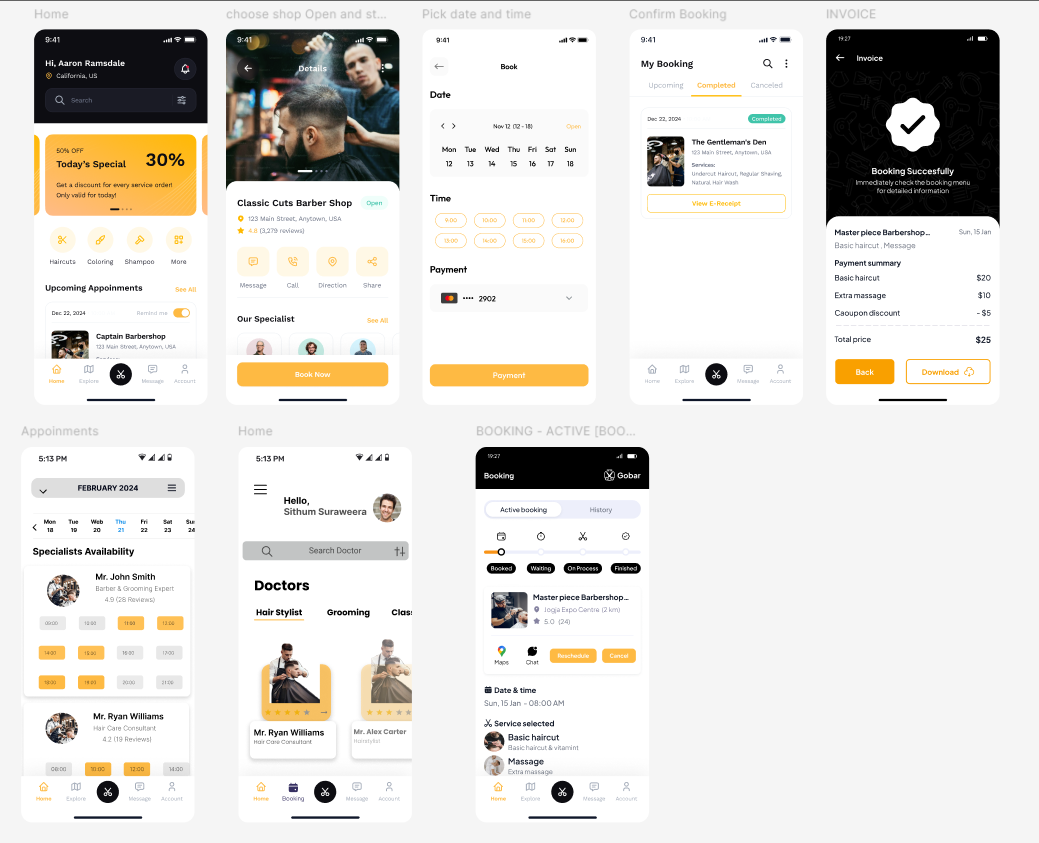 Home
choose shop Open and st...
Pick date and time
Confirm Booking
INVOICE
9:41
Hi, Aaron Ramsdale
California, US
Search
50% OFF
Today's Special
30%
Get a discount for every service order!
Only valid for today!
Haircuts
Coloring
Shampoo
More
Upcoming Appoinments
See All
Dec 22, 2024
Remind me
Captain Barbershop
123 Main Street, Anytown, USA
Services:
Home
Explore
Message
Account
9:41
Details
Classic Cuts Barber Shop
Open
123 Main Street, Anytown, USA
4.8 (3,279 reviews)
Message
Call
Direction
Share
Our Specialist
See All
Book Now
9:41
Book
Date
Nov 12 (12 - 18)
Open
Mon Tue Wed Thu Fri Sat Sun
12 13 14 15 16 17 18
Time
9:00 10:00 11:00 12:00
13:00 14:00 15:00 16:00
Payment
•••• 2902
Payment
9:41
My Booking
Upcoming
Completed
Canceled
Dec 22, 2024
Completed
The Gentleman's Den
123 Main Street, Anytown, USA
Services:
Undercut Haircut, Regular Shaving,
Natural Hair Wash
View E-Receipt
Home
Explore
Message
Account
19:27
Invoice
Booking Succesfully
Immediately check the booking menu
for detailed information
Master piece Barbershop...
Sun, 15 Jan
Basic haircut . Message
Payment summary
Basic haircut $20
Extra massage $10
Caoupon discount - $5
Total price $25
Back
Download
Appoinments
Home
BOOKING - ACTIVE [BOO...
5:13 PM
FEBRUARY 2024
Mon Tue Web Thu Fri Sat Sun
18 19 20 21 22 23 24
Specialists Availability
Mr. John Smith
Barber & Grooming Expert
4.9 (28 Reviews)
09:00 10:00 11:00 12:00
14:00 15:00 16:00 17:00
18:00 19:00 20:00 21:00
Mr. Ryan Williams
Hair Care Consultant
4.2 (19 Reviews)
08:00 10:00 12:00 14:00
Home
Explore
Message
Account
5:13 PM
Hello,
Sithum Suraweera
Search Doctor
Doctors
Hair Stylist
Grooming
Clas
Mr. Ryan Williams
Hair Care Consultant
Mr. Alex Carter
Hairstylist
Home
Booking
Message
Account
19:27
Booking
Gobar
Active booking
History
Booked
Waiting
On Process
Finished
Master piece Barbershop...
Jogja Expo Centre (2 km)
5.0 (24)
Maps
Chat
Reschedule
Cancel
Date & time
Sun, 15 Jan - 08:00 AM
Service selected
Basic haircut
Basic haircut & vitamint
Massage
Extra massage
Home
Explore
Message
Account